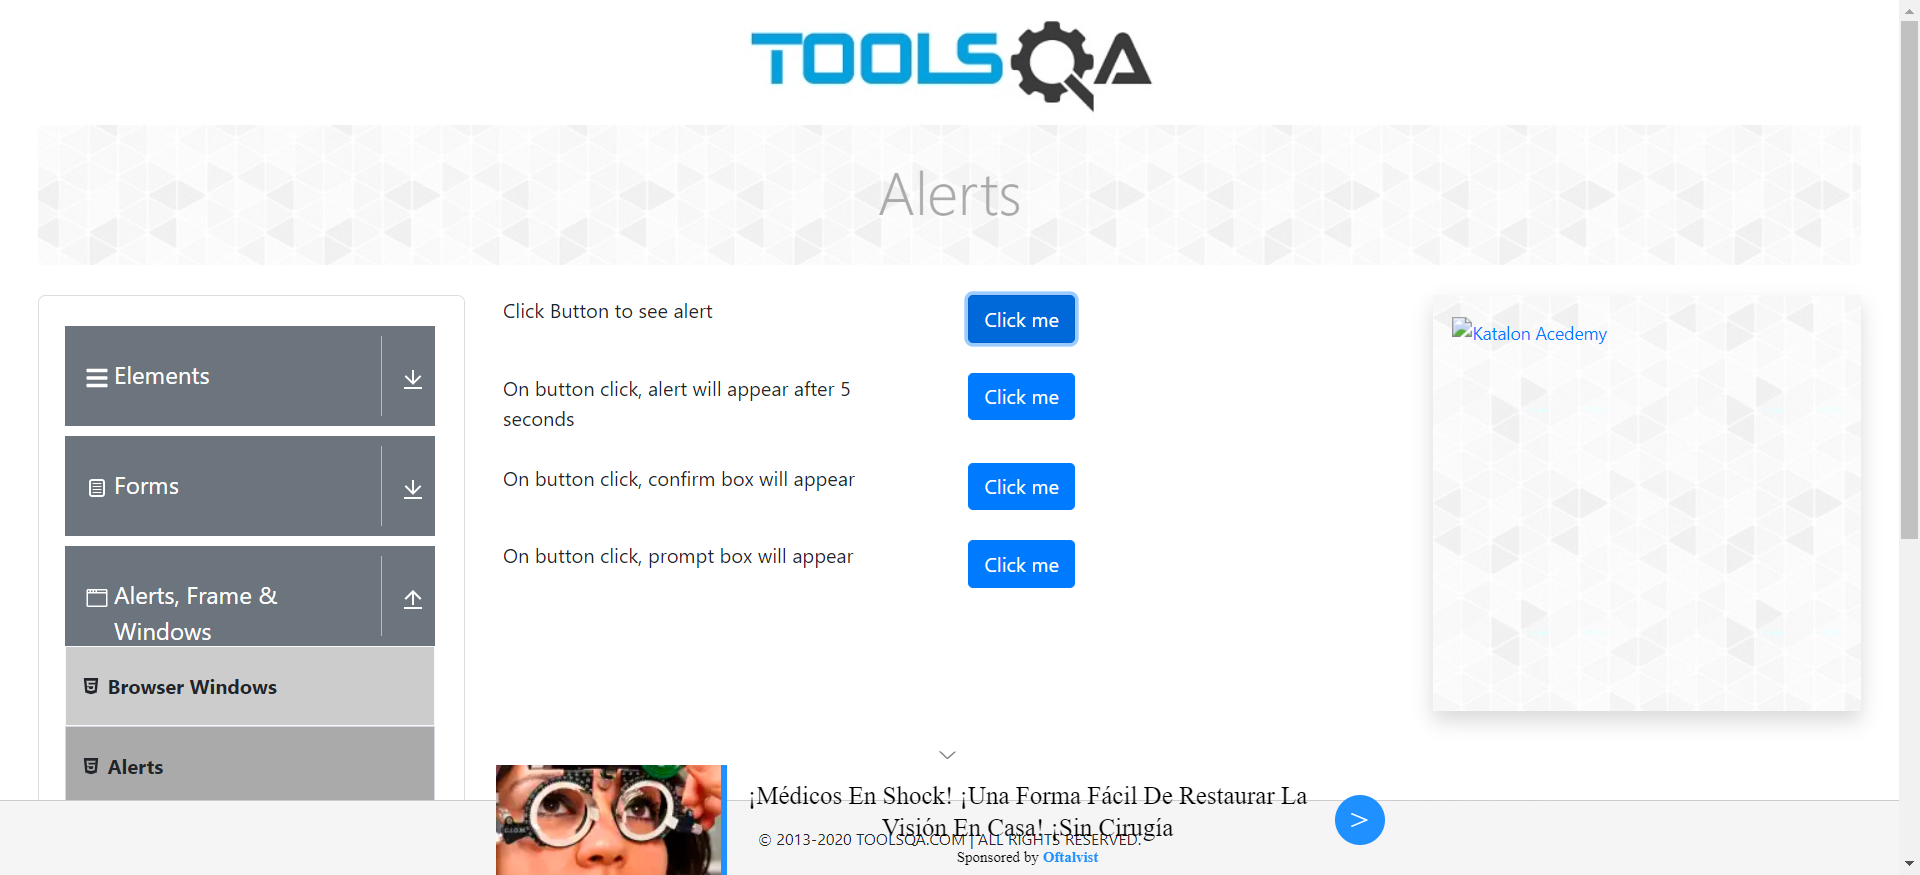 TOOLSQA
Alerts
Elements
Forms
Alerts, Frame &
Windows
Browser Windows
Alerts
Click Button to see alert
Click me
On button click, alert will appear after 5
seconds
Click me
On button click, confirm box will appear
Click me
On button click, prompt box will appear
Click me
Katalon Acedemy
¡Médicos En Shock! ¡Una Forma Fácil De Restaurar La
Visión En Casa! ¡Sin Cirugía
© 2013-2020 TOOLSQA.COM | ALL RIGHTS RESERVED.
Sponsored by Oftalvist